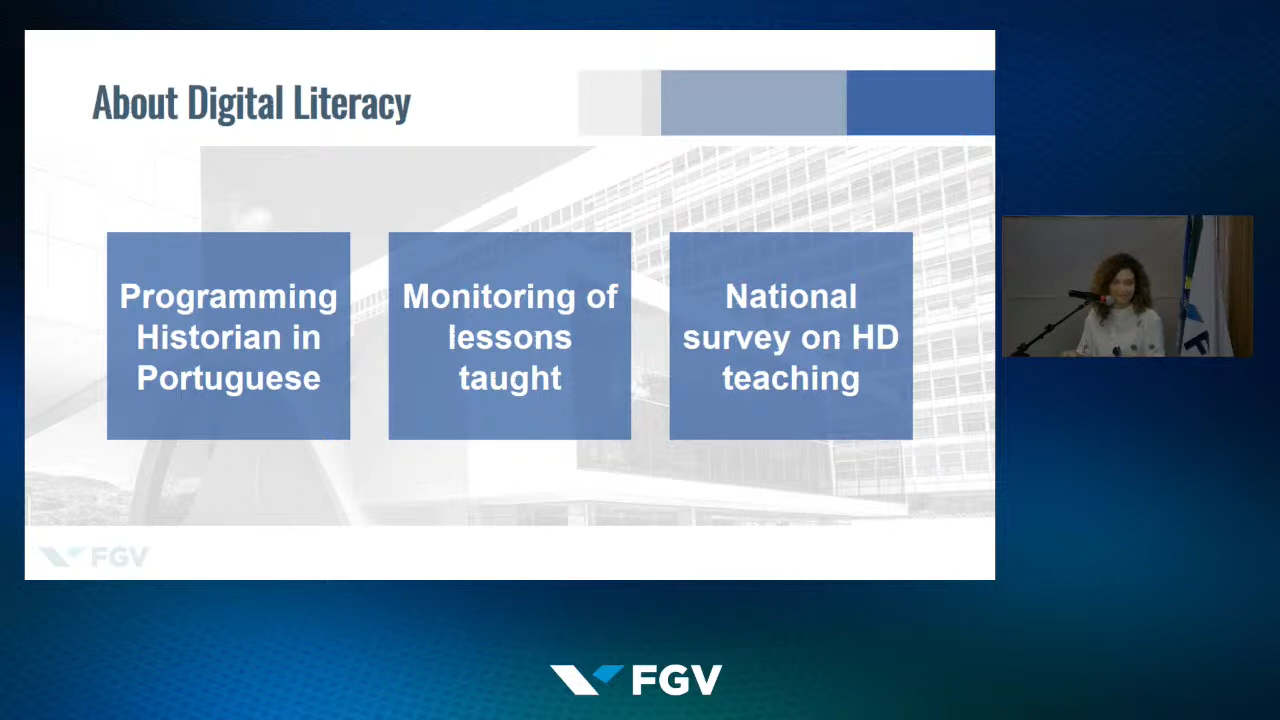 About Digital Literacy
Programming
Historian in
Portuguese
Monitoring of
lessons
taught
National
survey on HD
teaching
FGV
FGV